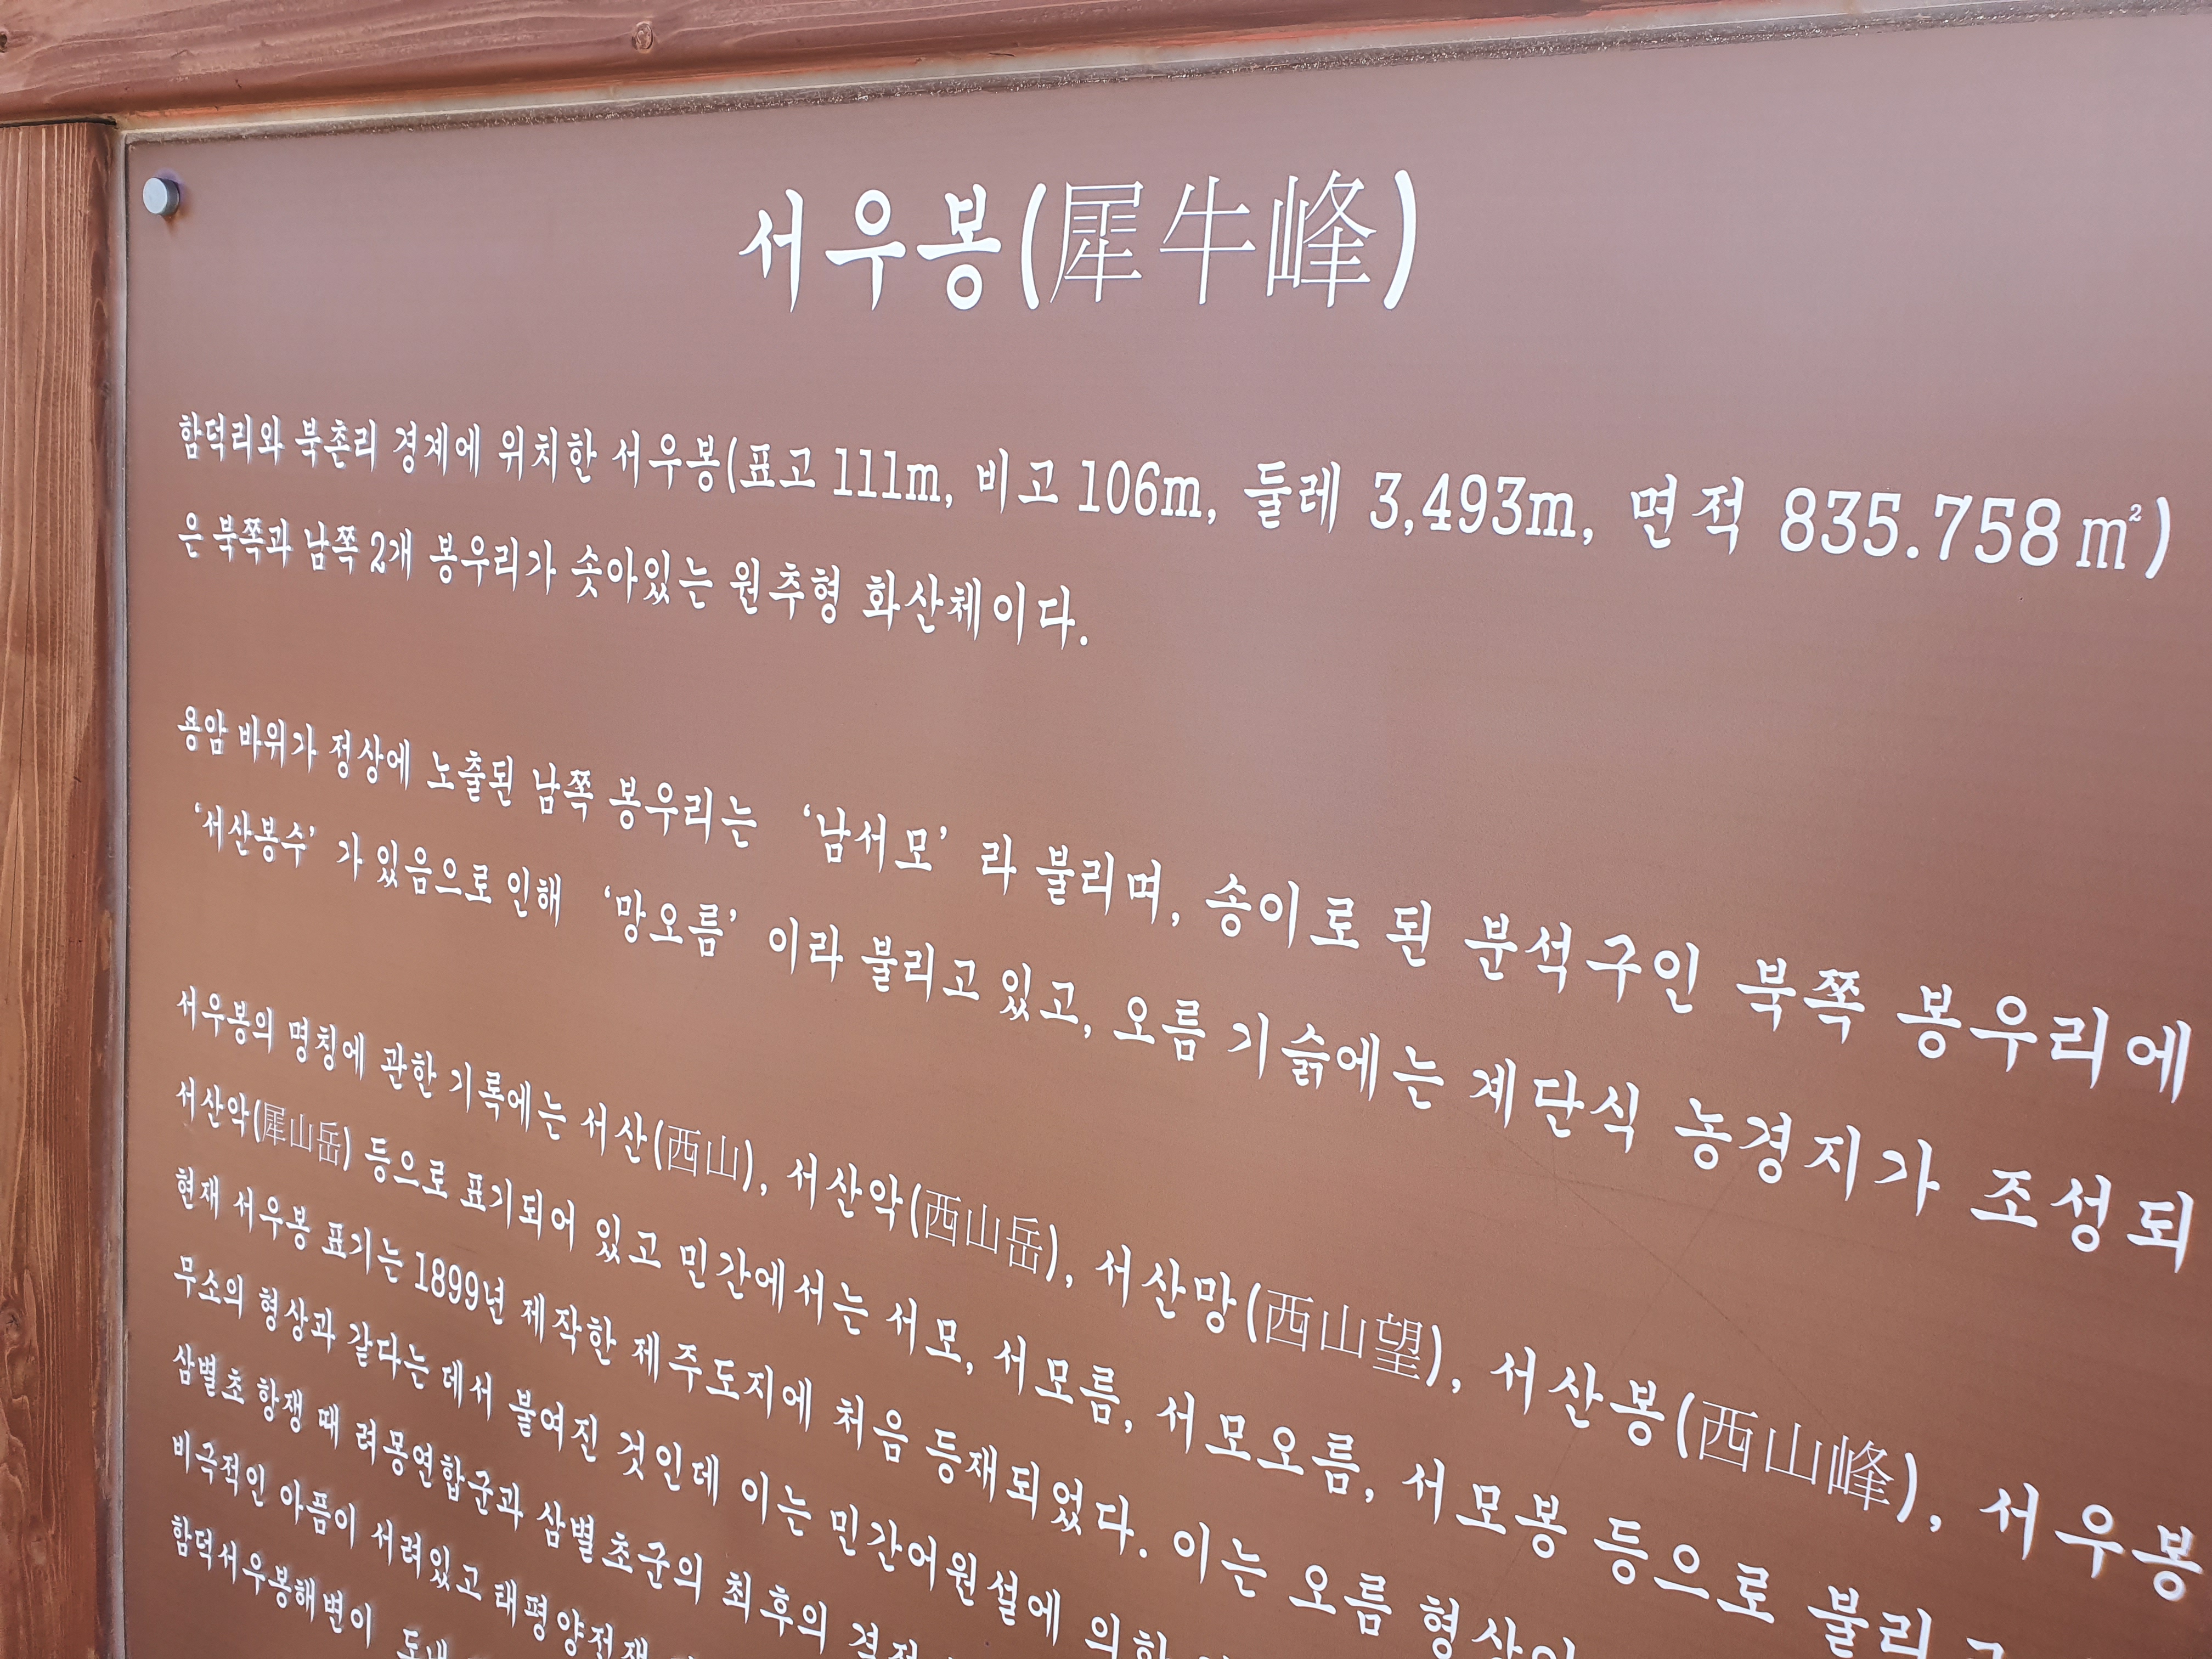 서우봉(犀牛峰)
함덕리와 북촌리 경계에 위치한 서우봉(표고 111m, 비고 106m, 둘레 3,493m, 면적 835.758㎡)
은 북쪽과 남쪽 2개 봉우리가 솟아있는 원추형 화산체이다.
용암 바위가 정상에 노출된 남쪽 봉우리는 ‘남서모’ 라 불리며, 송이로 된 분석구인 북쪽 봉우리에
‘서산봉수’ 가 있음으로 인해 ‘망오름’ 이라 불리고 있고, 오름 기슭에는 계단식 농경지가 조성되
서우봉의 명칭에 관한 기록에는 서산(西山), 서산악(西山岳), 서산망(西山望), 서산봉(西山峰), 서우봉
서산악(犀山岳) 등으로 표기되어 있고 민간에서는 서모, 서모름, 서모오름, 서모봉 등으로 불리
현재 서우봉 표기는 1899년 제작한 제주도지에 처음 등재되었다. 이는 오름 형상이
무소의 형상과 같다는 데서 붙여진 것인데 이는 민간어원설에 의한
삼별초 항쟁 때 려몽연합군과 삼별초군의 최후의
비극적인 아픔이 서려있고 태평양전쟁
함덕서우봉해변이